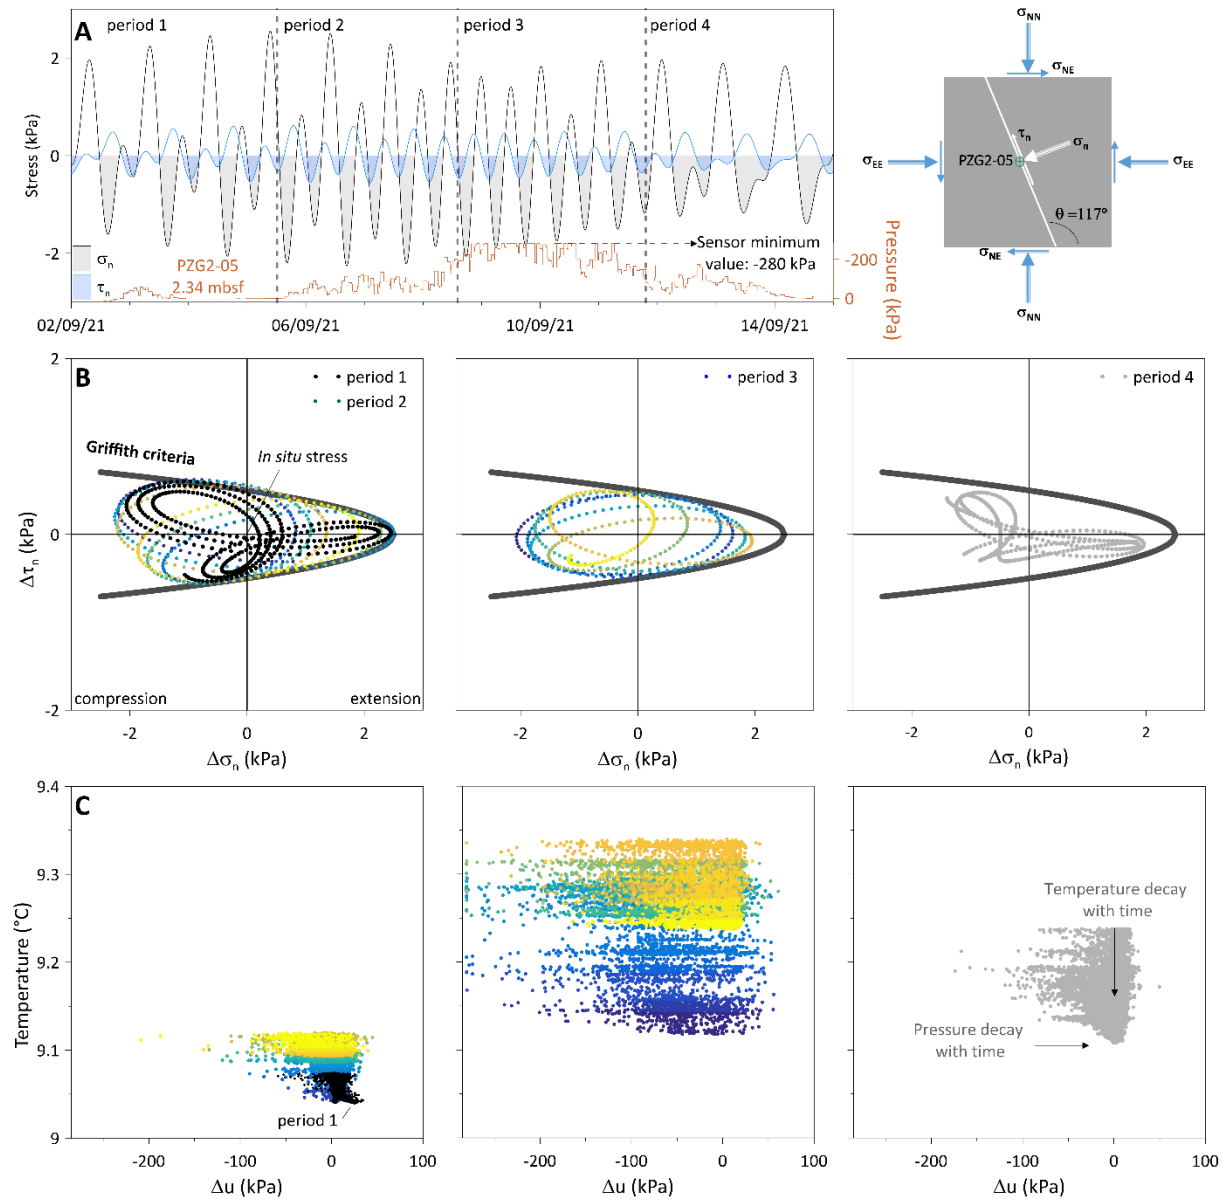 A
period 1
period 2
period 3
period 4
2
0
-2
Stress (kPa)
σn
τn
PZG2-05
2.34 mbsf
Sensor minimum
value: -280 kPa
-200
0
Pressure (kPa)
02/09/21
06/09/21
10/09/21
14/09/21
σNN
σNE
τn
σn
PZG2-05
σEE
σEE
θ =117°
σNE
σNN
B
period 1
period 2
Griffith criteria
In situ stress
compression
extension
2
0
-2
Δτn (kPa)
-2
0
2
Δσn (kPa)
period 3
-2
0
2
Δσn (kPa)
period 4
-2
0
2
Δσn (kPa)
C
9.4
9.3
9.2
9.1
9
Temperature (°C)
period 1
-200
-100
0
100
Δu (kPa)
-200
-100
0
100
Δu (kPa)
Temperature decay
with time
Pressure decay
with time
-200
-100
0
100
Δu (kPa)